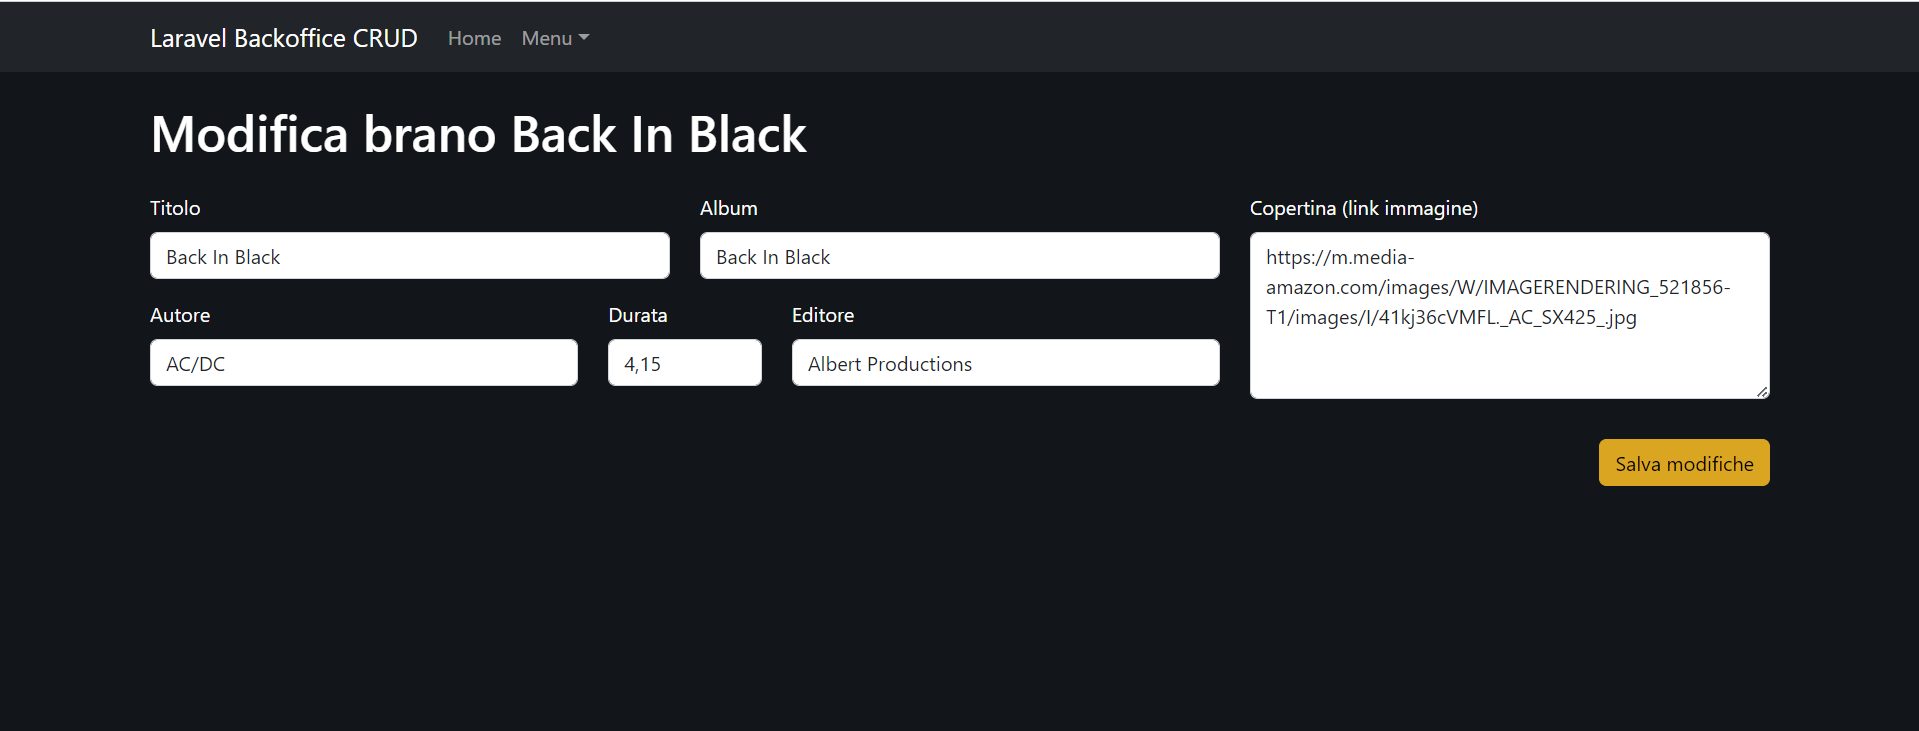 Laravel Backoffice CRUD Home Menu
Modifica brano Back In Black
Titolo
Back In Black
Album
Back In Black
Autore
AC/DC
Durata
4,15
Editore
Albert Productions
Copertina (link immagine)
https://m.media-
amazon.com/images/W/IMAGERENDERING_521856-
T1/images/I/41kj36cVMFL._AC_SX425_.jpg
Salva modifiche